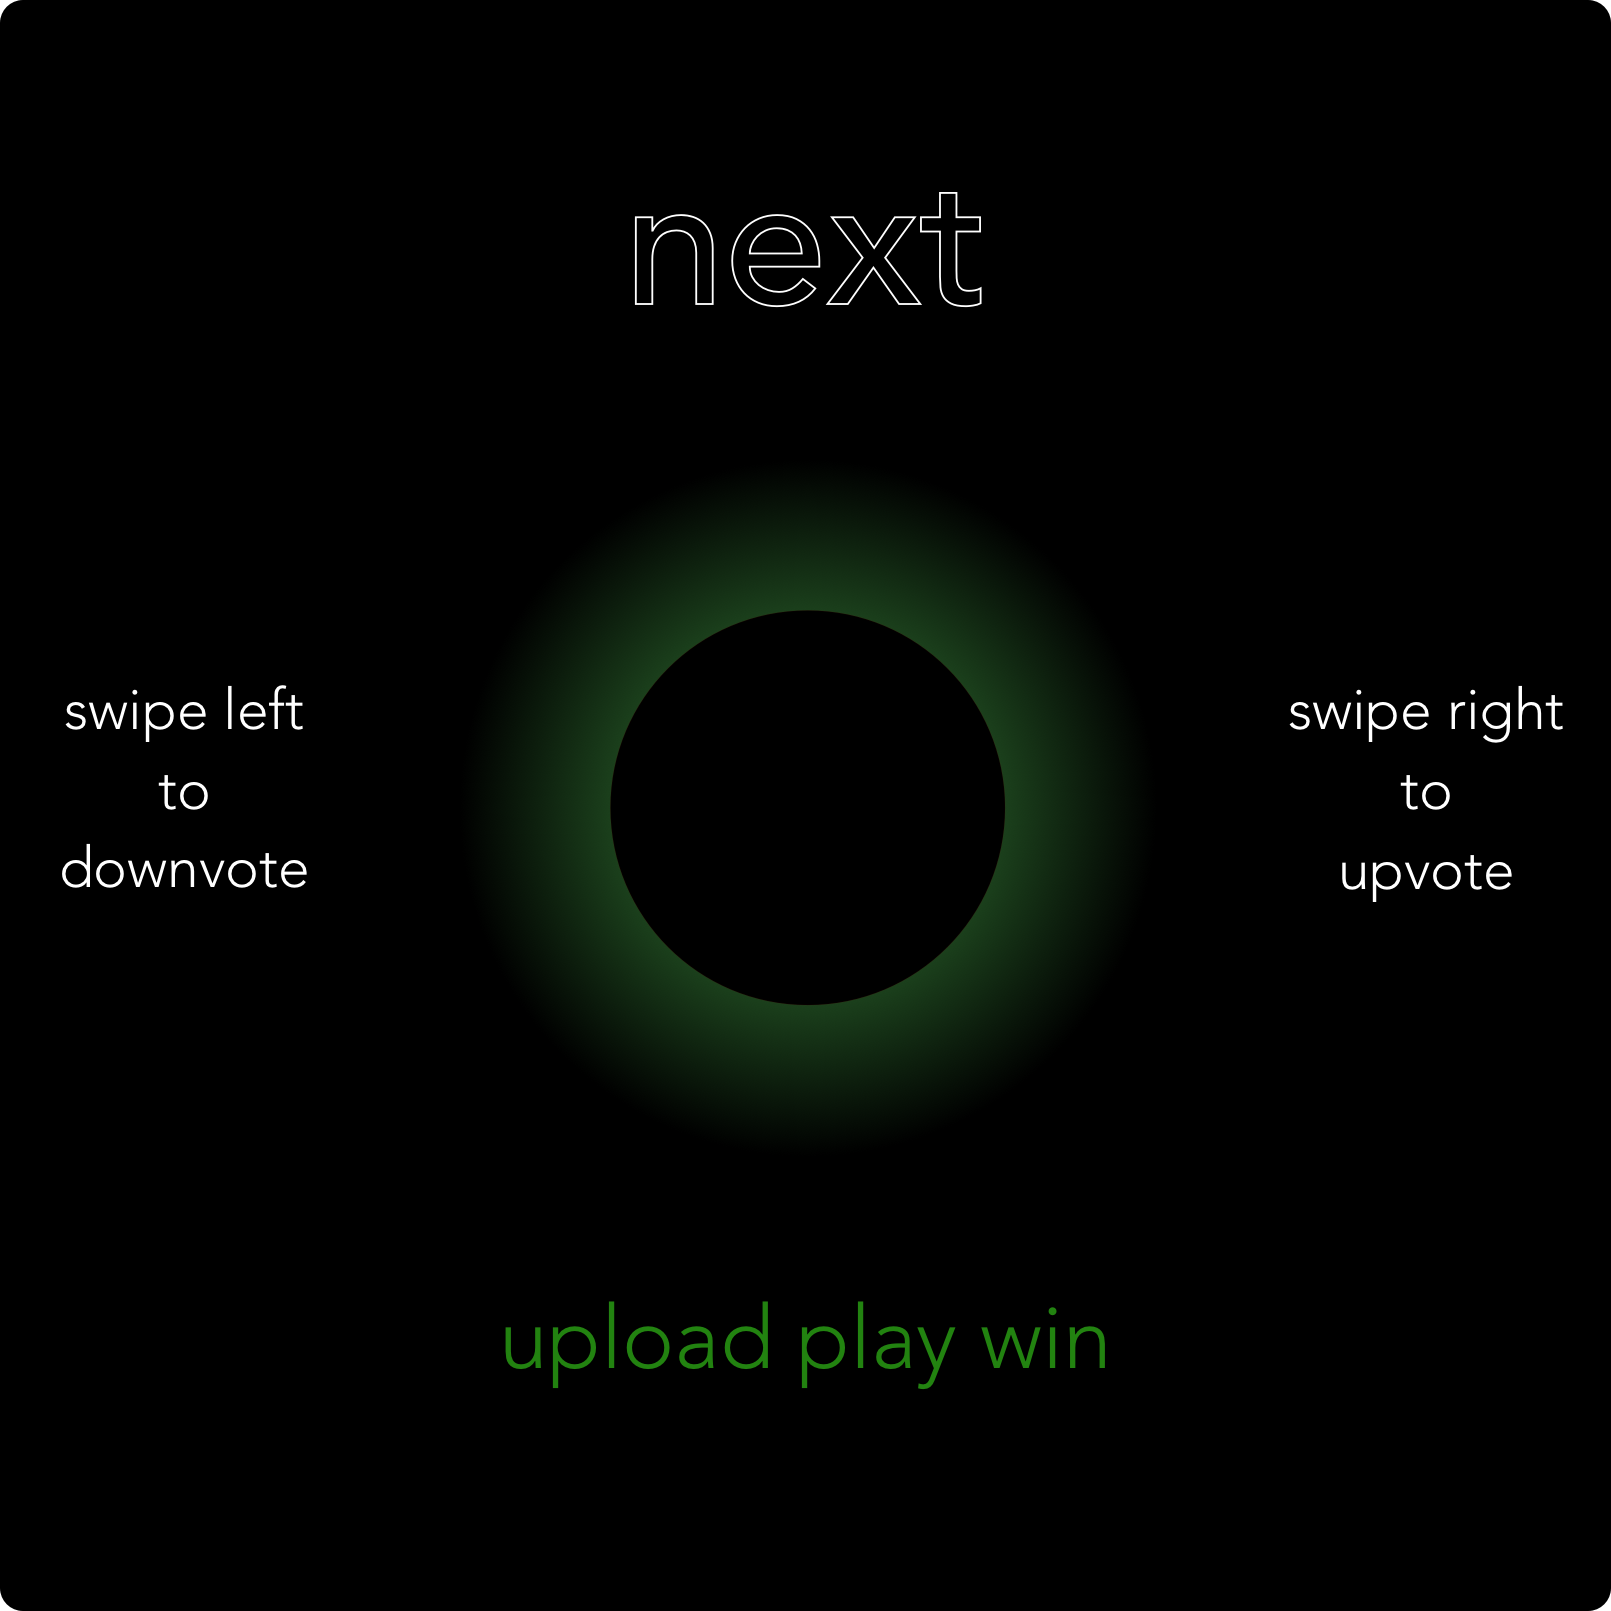 next
swipe left
to
downvote
swipe right
to
upvote
upload play win